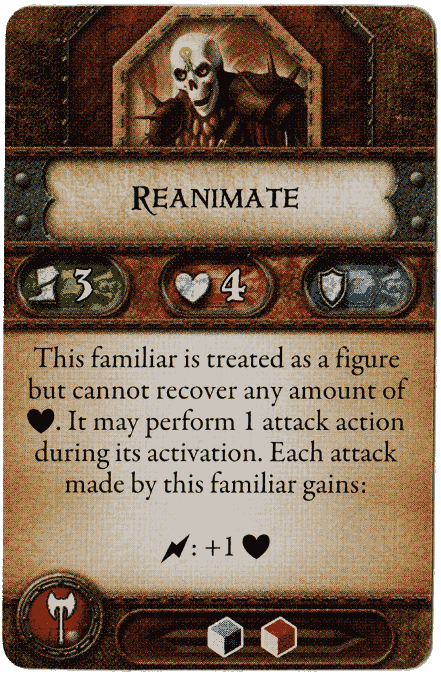 REANIMATE
3 4
This familiar is treated as a figure
but cannot recover any amount of
♥. It may perform 1 attack action
during its activation. Each attack
made by this familiar gains:
: +1 ♥